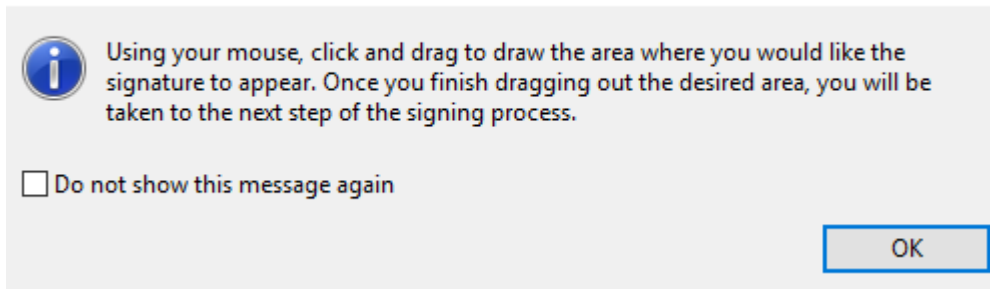 Using your mouse, click and drag to draw the area where you would like the
signature to appear. Once you finish dragging out the desired area, you will be
taken to the next step of the signing process.
Do not show this message again
OK